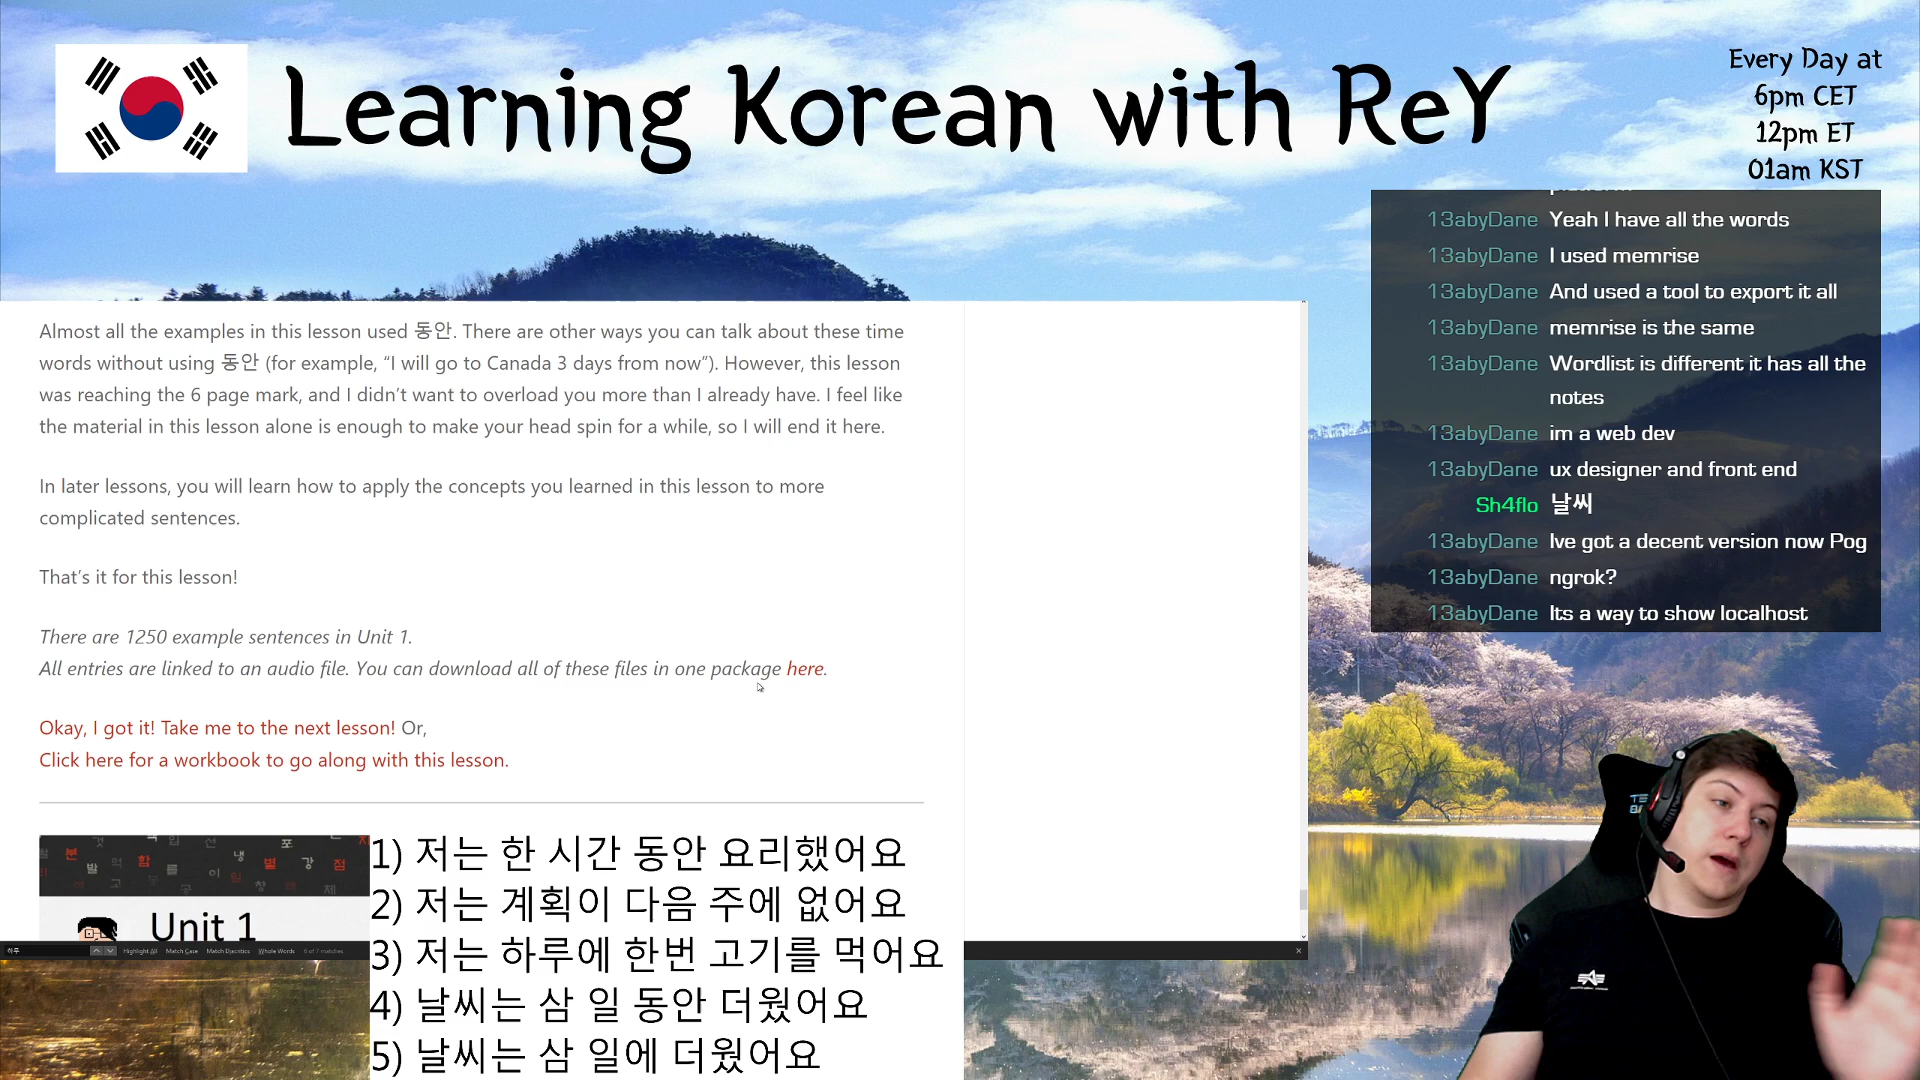 Learning Korean with ReY
Every Day at
6pm CET
12pm ET
01am KST
13abyDane Yeah I have all the words
13abyDane I used memrise
13abyDane And used a tool to export it all
13abyDane memrise is the same
13abyDane Wordlist is different it has all the
notes
13abyDane im a web dev
13abyDane ux designer and front end
Sh4flo 날씨
13abyDane Ive got a decent version now Pog
13abyDane ngrok?
13abyDane Its a way to show localhost
Almost all the examples in this lesson used 동안. There are other ways you can talk about these time
words without using 동안 (for example, “I will go to Canada 3 days from now”). However, this lesson
was reaching the 6 page mark, and I didn’t want to overload you more than I already have. I feel like
the material in this lesson alone is enough to make your head spin for a while, so I will end it here.
In later lessons, you will learn how to apply the concepts you learned in this lesson to more
complicated sentences.
That’s it for this lesson!
There are 1250 example sentences in Unit 1.
All entries are linked to an audio file. You can download all of these files in one package here.
Okay, I got it! Take me to the next lesson! Or,
Click here for a workbook to go along with this lesson.
Unit 1
하루 Highlight All Match Case Match Diacritics Whole Words 6 of 7 matches
1) 저는 한 시간 동안 요리했어요
2) 저는 계획이 다음 주에 없어요
3) 저는 하루에 한번 고기를 먹어요
4) 날씨는 삼 일 동안 더웠어요
5) 날씨는 삼 일에 더웠어요